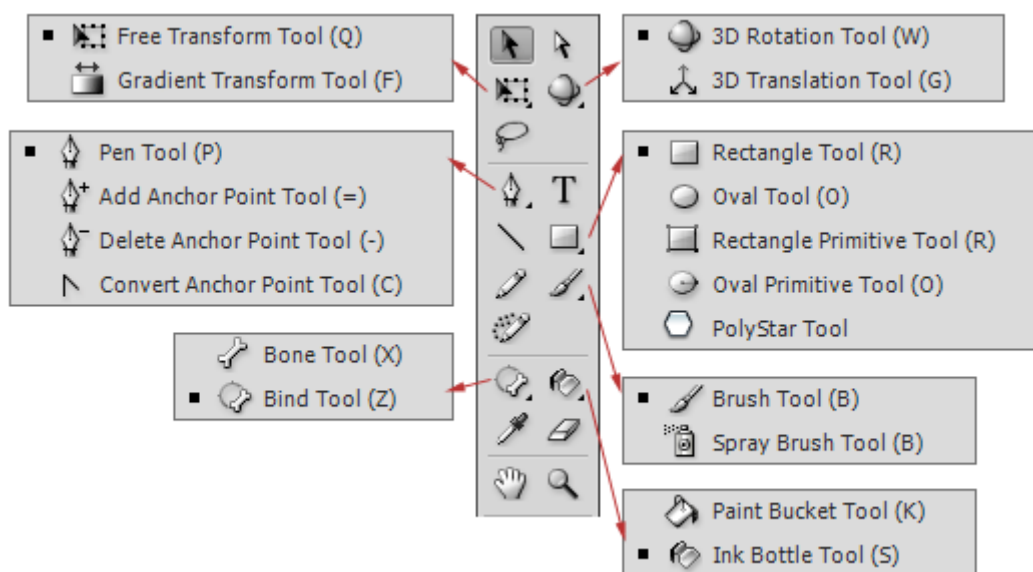 Free Transform Tool (Q)
Gradient Transform Tool (F)
3D Rotation Tool (W)
3D Translation Tool (G)
Pen Tool (P)
Add Anchor Point Tool (=)
Delete Anchor Point Tool (-)
Convert Anchor Point Tool (C)
T
Rectangle Tool (R)
Oval Tool (O)
Rectangle Primitive Tool (R)
Oval Primitive Tool (O)
PolyStar Tool
Bone Tool (X)
Bind Tool (Z)
Brush Tool (B)
Spray Brush Tool (B)
Paint Bucket Tool (K)
Ink Bottle Tool (S)